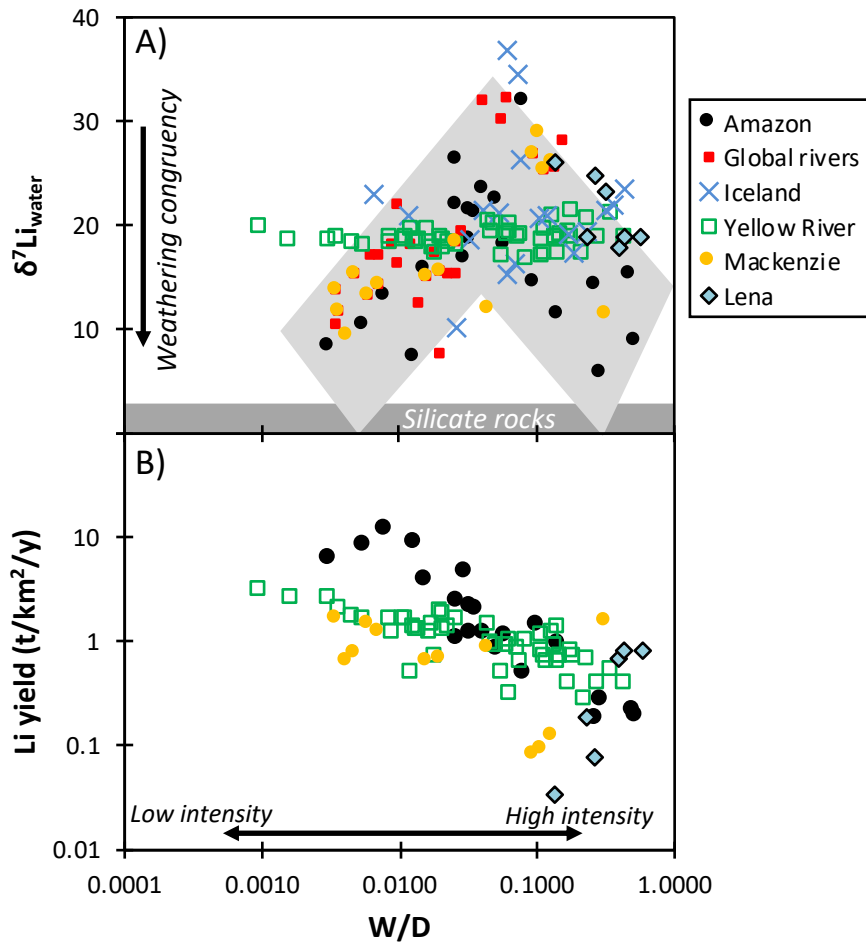 A)
40
30
20
10
δ⁷Li_water
Weathering congruency
Silicate rocks
Amazon
Global rivers
Iceland
Yellow River
Mackenzie
Lena
B)
10
1
0.1
0.01
Li yield (t/km²/y)
Low intensity
High intensity
0.0001
0.0010
0.0100
0.1000
1.0000
W/D